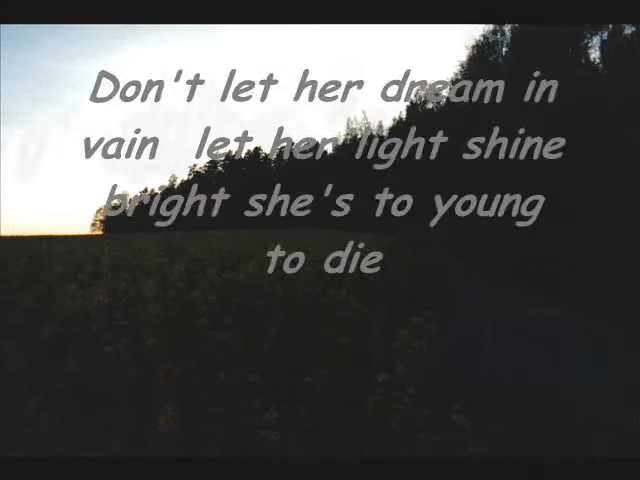 Don't let her dream in
vain let her light shine
bright she's to young
to die